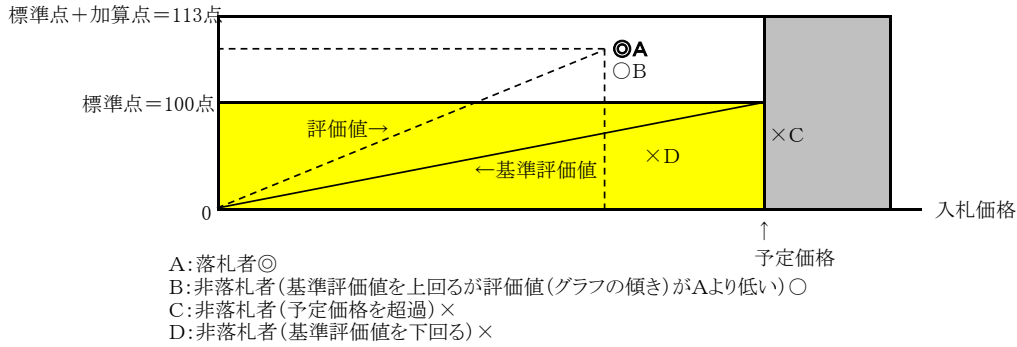 標準点＋加算点＝113点
◎A
○B
標準点＝100点
評価値→
×C
×D
←基準評価値
0
入札価格
↑
予定価格
A：落札者◎
B：非落札者（基準評価値を上回るが評価値（グラフの傾き）がAより低い）○
C：非落札者（予定価格を超過）×
D：非落札者（基準評価値を下回る）×